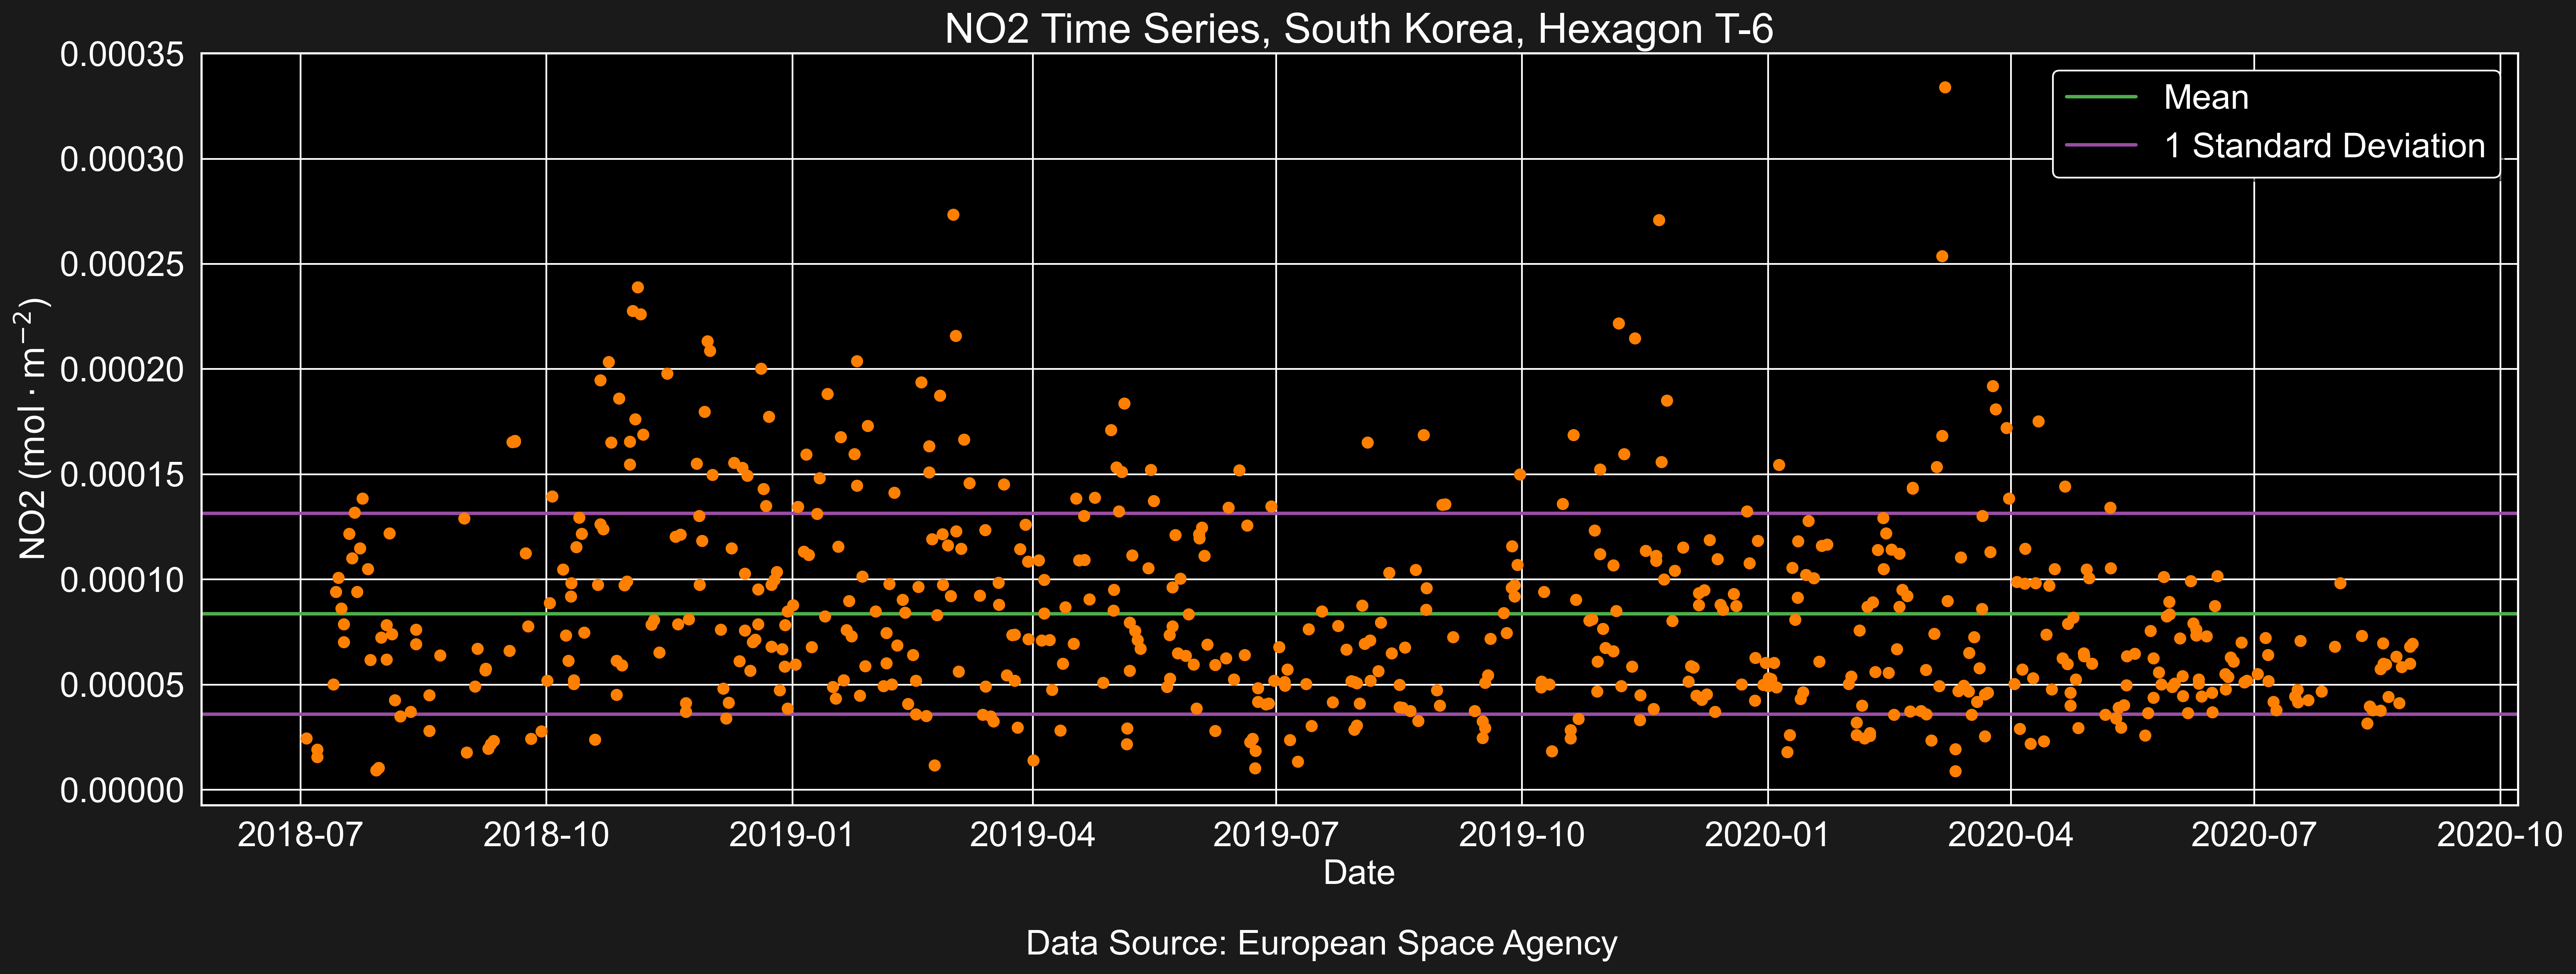 NO2 Time Series, South Korea, Hexagon T-6
0.00035
0.00030
0.00025
0.00020
0.00015
0.00010
0.00005
0.00000
NO2 (mol · m⁻²)
Mean
1 Standard Deviation
2018-07 2018-10 2019-01 2019-04 2019-07 2019-10 2020-01 2020-04 2020-07 2020-10
Date
Data Source: European Space Agency